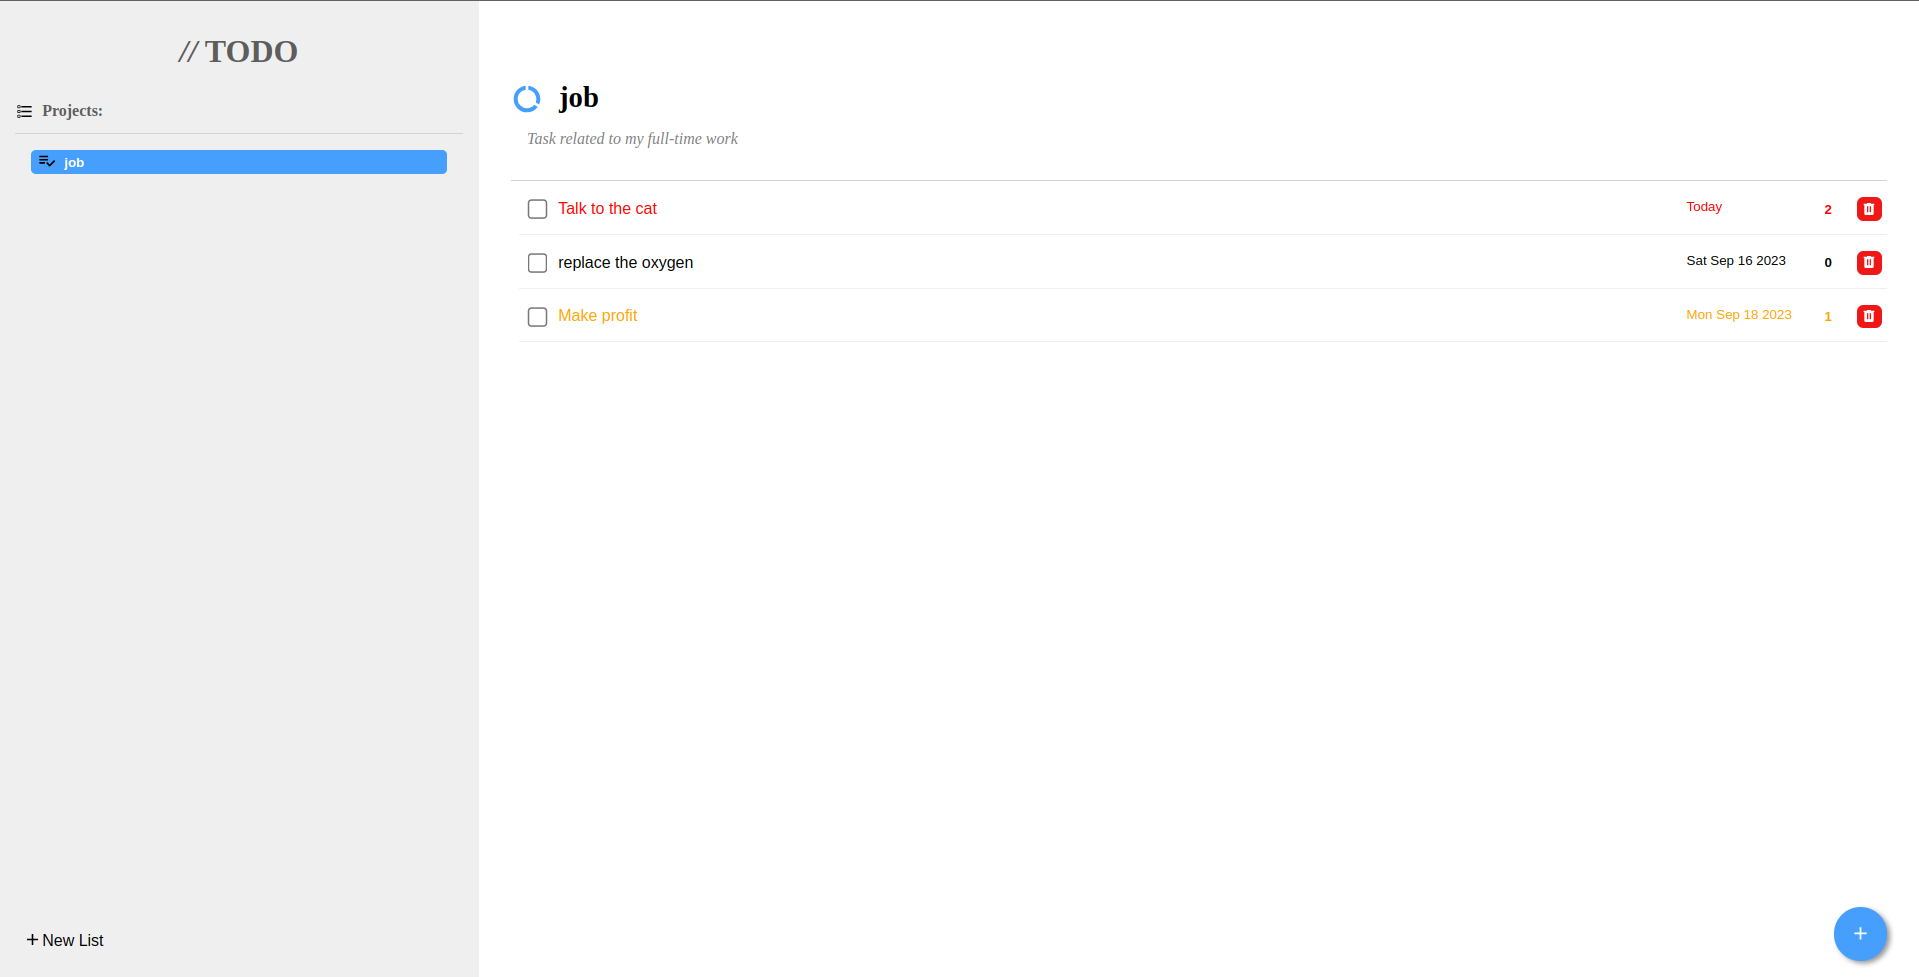 // TODO
Projects:
job
job
Task related to my full-time work
Talk to the cat Today 2
replace the oxygen Sat Sep 16 2023 0
Make profit Mon Sep 18 2023 1
+ New List
+